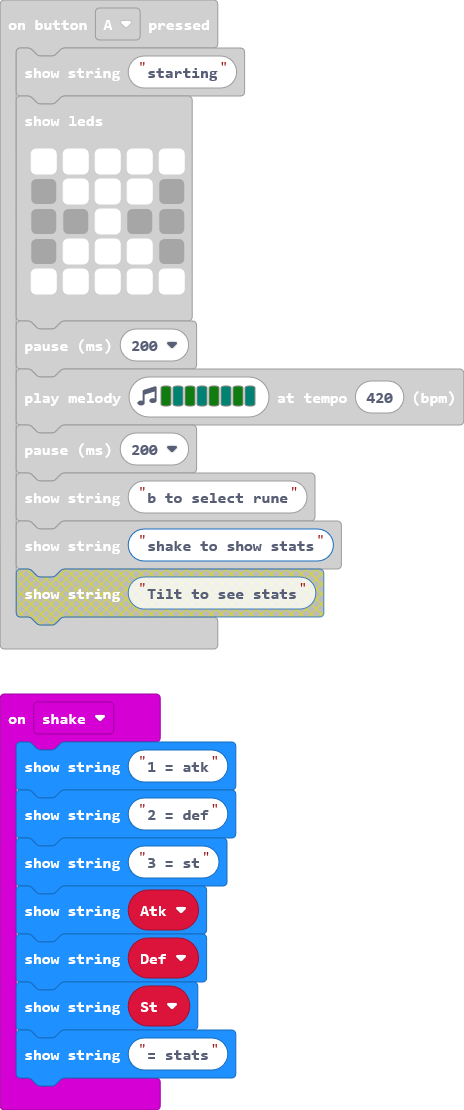 on button A pressed
show string "starting"
show leds
pause (ms) 200
play melody at tempo 420 (bpm)
pause (ms) 200
show string "b to select rune"
show string "shake to show stats"
show string "Tilt to see stats"
on shake
show string "1 = atk"
show string "2 = def"
show string "3 = st"
show string Atk
show string Def
show string St
show string "= stats"